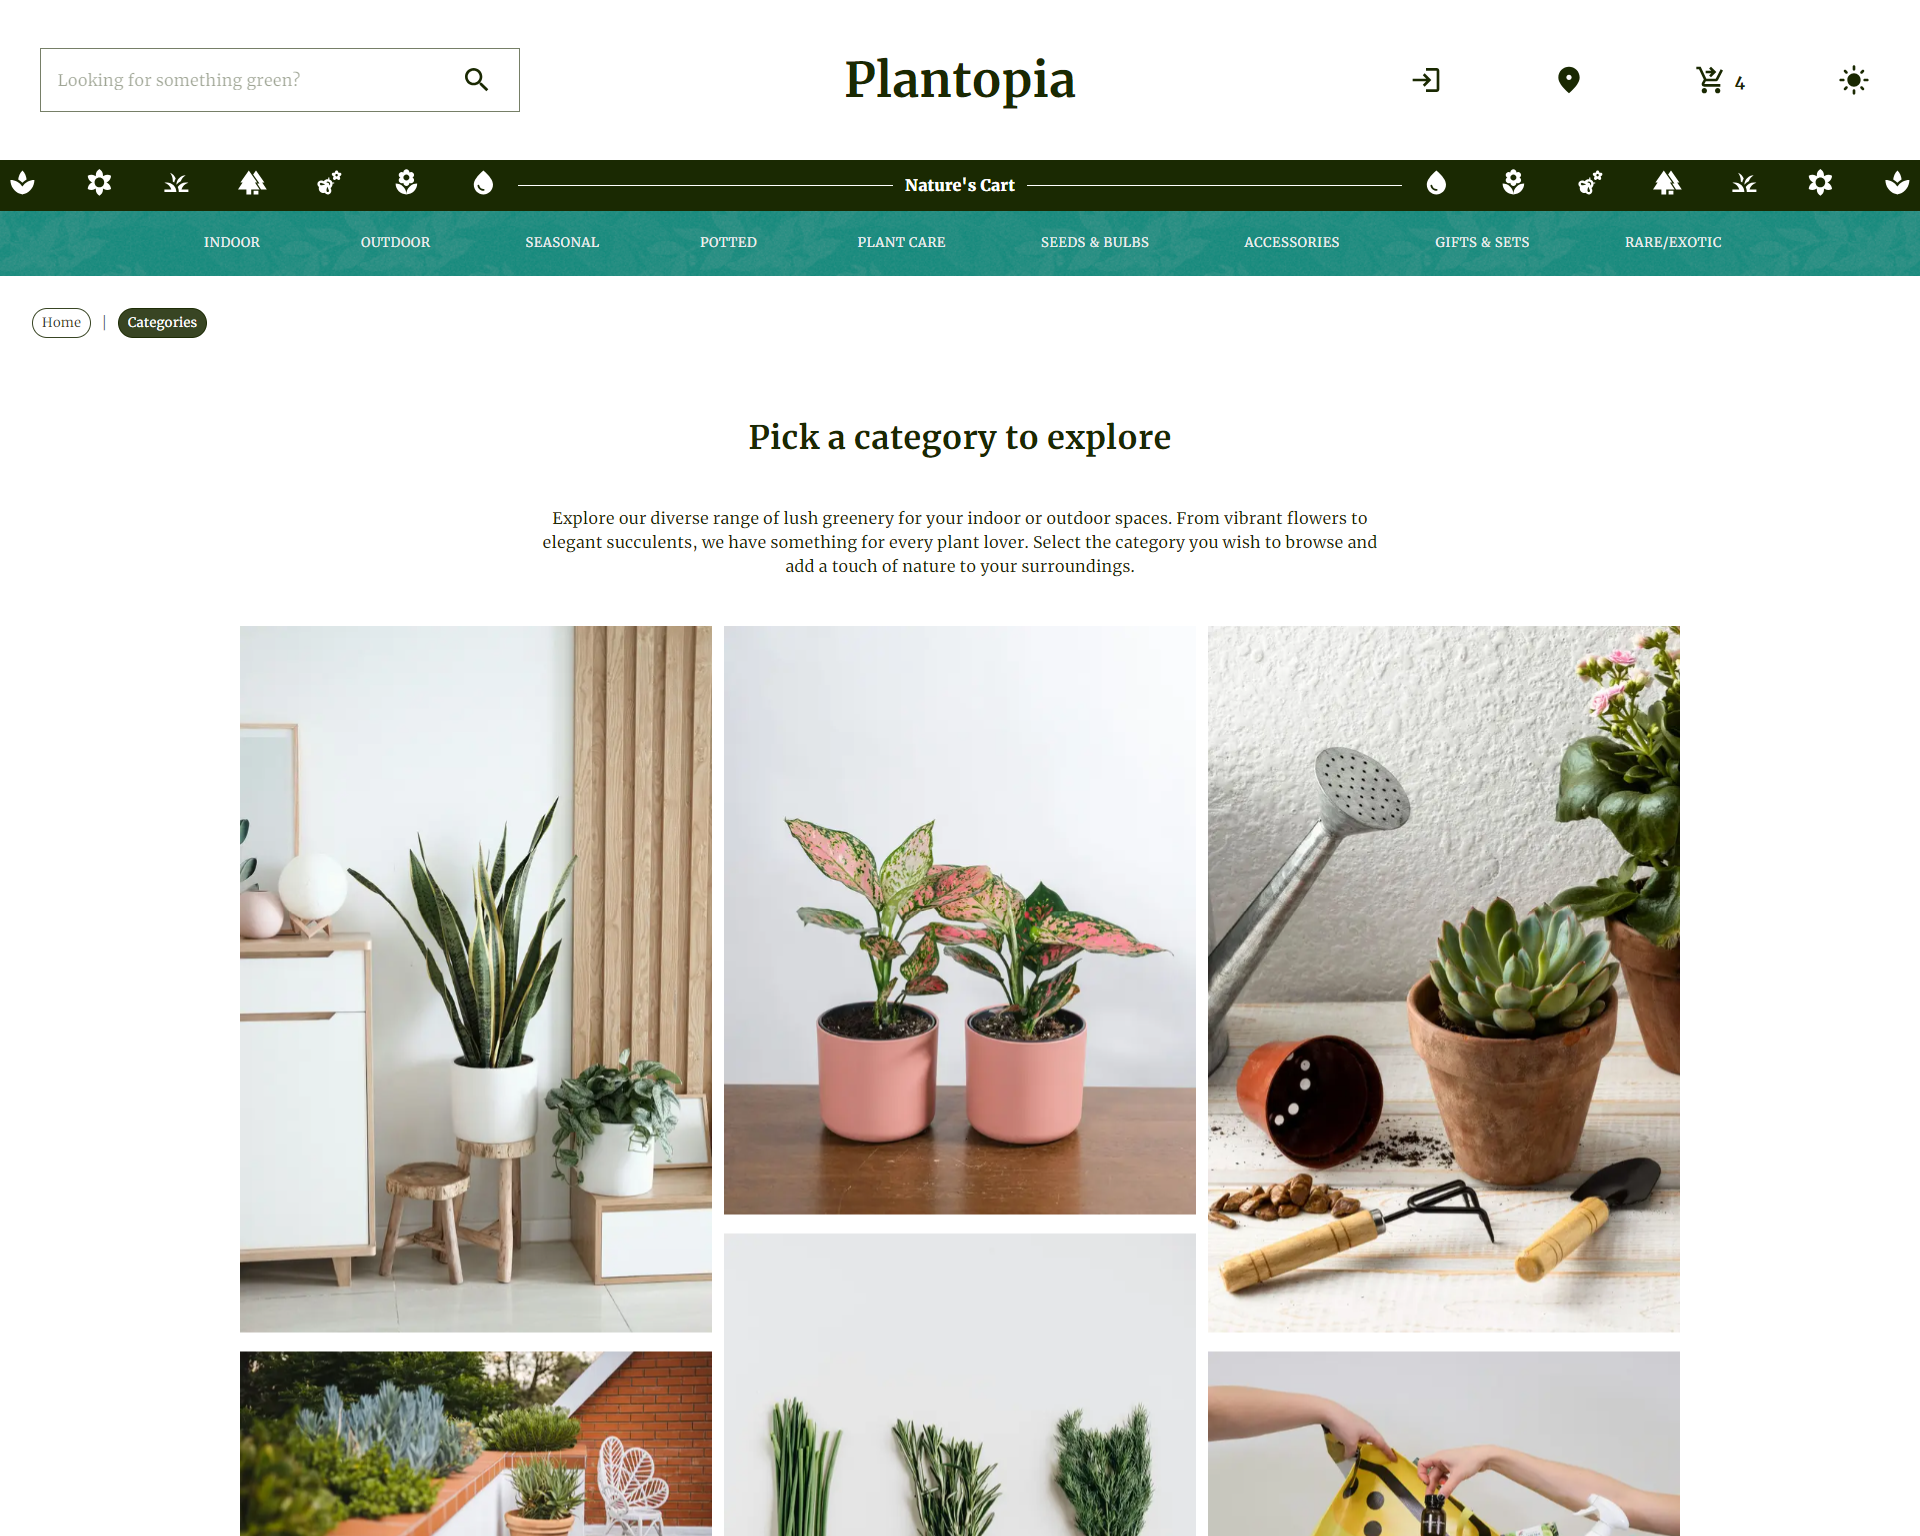 Looking for something green?
Plantopia
4
Nature's Cart
INDOOR
OUTDOOR
SEASONAL
POTTED
PLANT CARE
SEEDS & BULBS
ACCESSORIES
GIFTS & SETS
RARE/EXOTIC
Home | Categories
Pick a category to explore
Explore our diverse range of lush greenery for your indoor or outdoor spaces. From vibrant flowers to
elegant succulents, we have something for every plant lover. Select the category you wish to browse and
add a touch of nature to your surroundings.